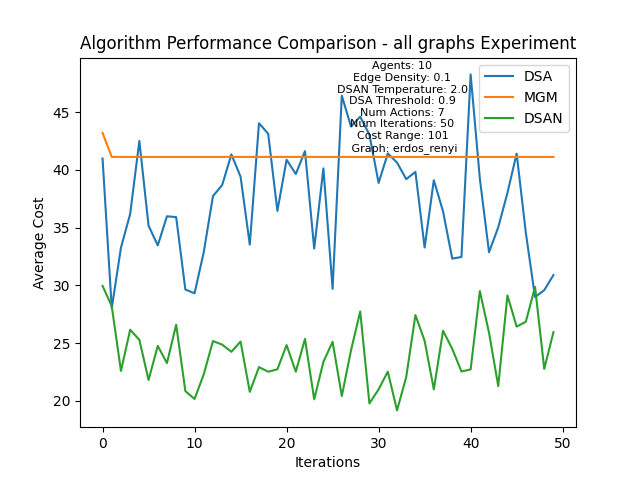 Algorithm Performance Comparison - all graphs Experiment
Agents: 10
Edge Density: 0.1
DSAN Temperature: 2.0
DSA Threshold: 0.9
Num Actions: 7
Num Iterations: 50
Cost Range: 101
Graph: erdos_renyi
DSA
MGM
DSAN
45
40
35
30
25
20
Average Cost
0 10 20 30 40 50
Iterations